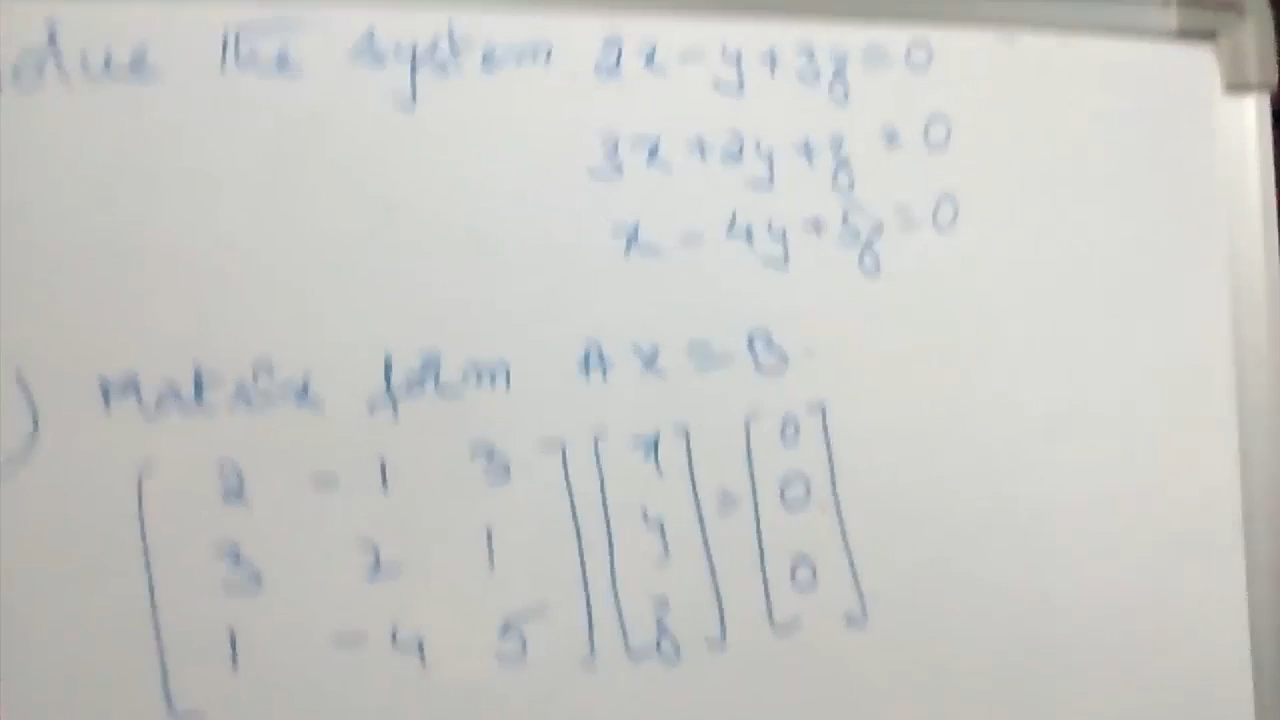 olve the system 2x - y + 3z = 0
3x + 2y + z = 0
x - 4y + 5z = 0
) Matrix form AX = B
[ 2 -1 3 ] [ x ] = [ 0 ]
[ 3 2 1 ] [ y ] [ 0 ]
[ 1 -4 5 ] [ z ] [ 0 ]